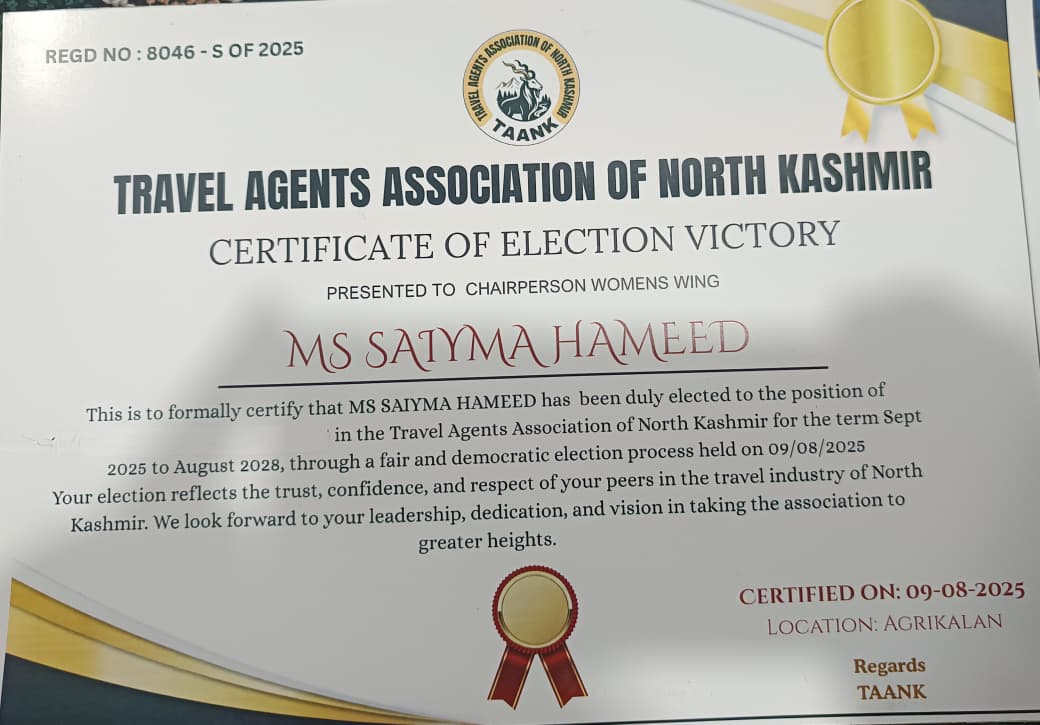 REGD NO : 8046 - S OF 2025
TRAVEL AGENTS ASSOCIATION OF NORTH KASHMIR
TAANK
TRAVEL AGENTS ASSOCIATION OF NORTH KASHMIR
CERTIFICATE OF ELECTION VICTORY
PRESENTED TO CHAIRPERSON WOMENS WING
MS SAIYMA HAMEED
This is to formally certify that MS SAIYMA HAMEED has been duly elected to the position of
in the Travel Agents Association of North Kashmir for the term Sept
2025 to August 2028, through a fair and democratic election process held on 09/08/2025
Your election reflects the trust, confidence, and respect of your peers in the travel industry of North
Kashmir. We look forward to your leadership, dedication, and vision in taking the association to
greater heights.
CERTIFIED ON: 09-08-2025
LOCATION: AGRIKALAN
Regards
TAANK